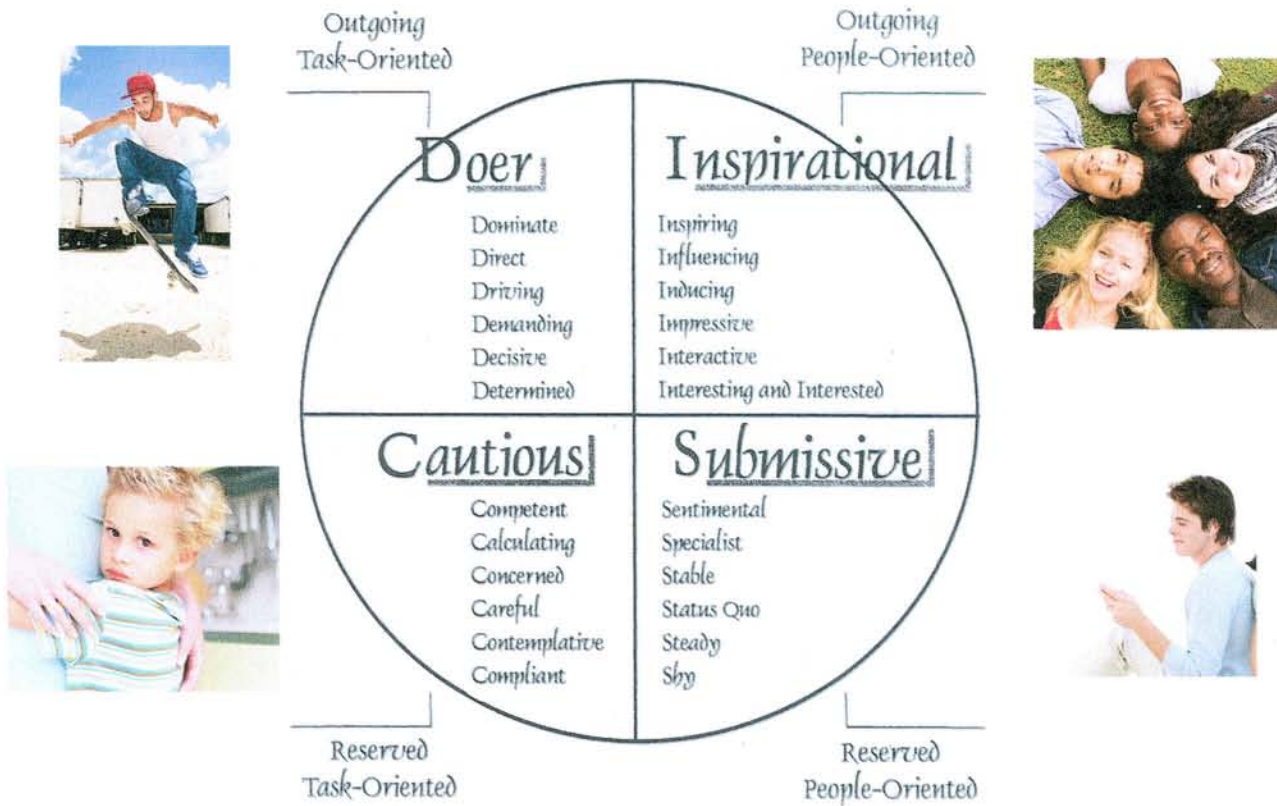 Outgoing
Task-Oriented
Outgoing
People-Oriented
Doer
Dominate
Direct
Driving
Demanding
Decisive
Determined
Inspirational
Inspiring
Influencing
Inducing
Impressive
Interactive
Interesting and Interested
Cautious
Competent
Calculating
Concerned
Careful
Contemplative
Compliant
Submissive
Sentimental
Specialist
Stable
Status Quo
Steady
Shy
Reserved
Task-Oriented
Reserved
People-Oriented